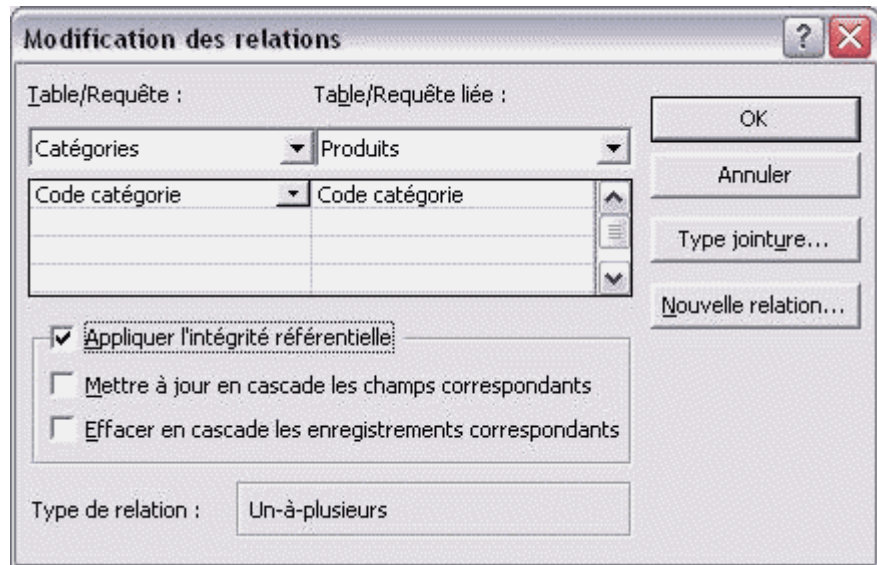 Modification des relations
Table/Requête : Table/Requête liée :
Catégories Produits
Code catégorie Code catégorie
OK
Annuler
Type jointure...
Nouvelle relation...
Appliquer l'intégrité référentielle
Mettre à jour en cascade les champs correspondants
Effacer en cascade les enregistrements correspondants
Type de relation : Un-à-plusieurs